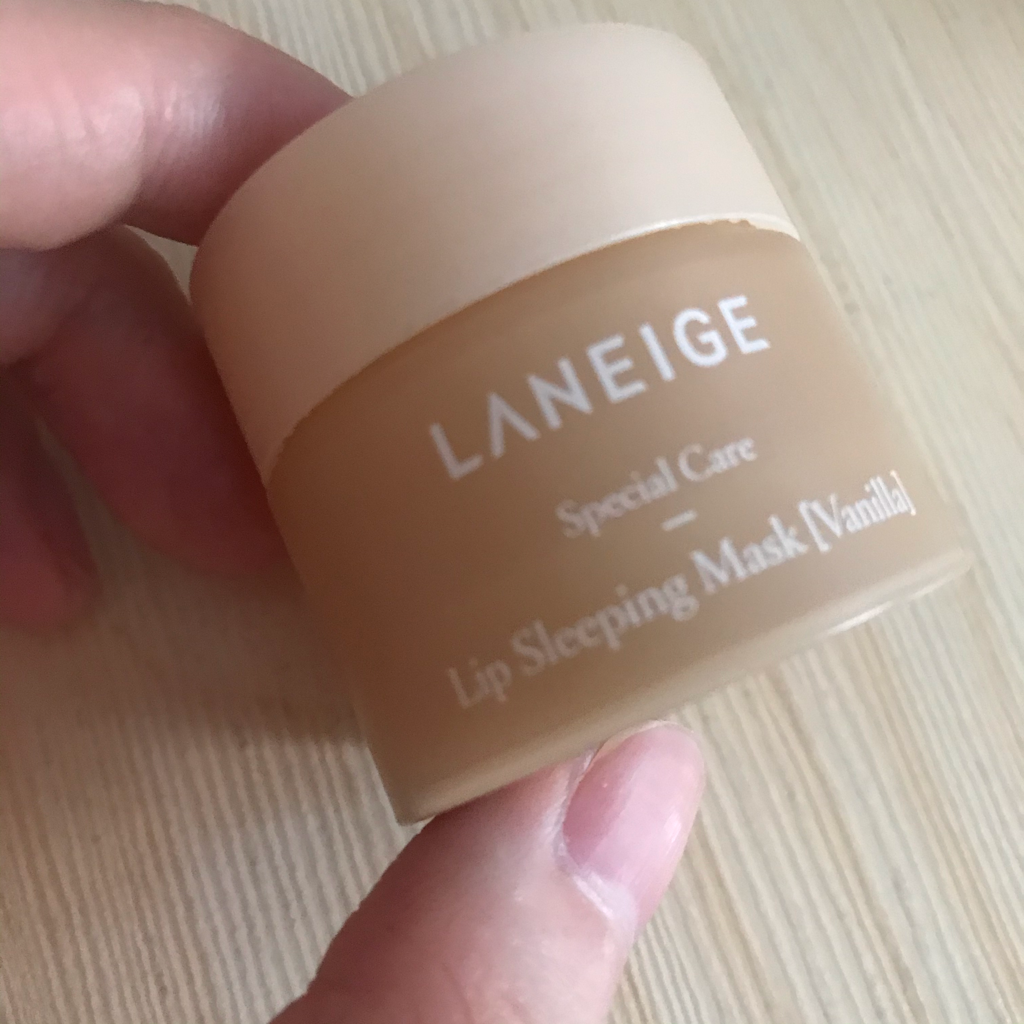 LANEIGE
Special Care
—
Lip Sleeping Mask [Vanilla]